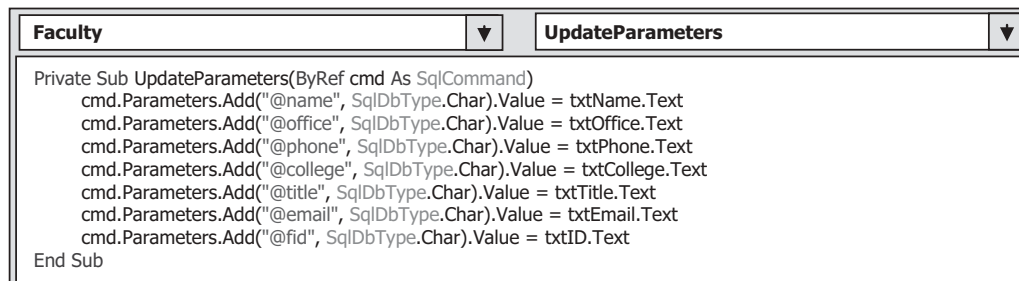 Faculty UpdateParameters
Private Sub UpdateParameters(ByRef cmd As SqlCommand)
cmd.Parameters.Add("@name", SqlDbType.Char).Value = txtName.Text
cmd.Parameters.Add("@office", SqlDbType.Char).Value = txtOffice.Text
cmd.Parameters.Add("@phone", SqlDbType.Char).Value = txtPhone.Text
cmd.Parameters.Add("@college", SqlDbType.Char).Value = txtCollege.Text
cmd.Parameters.Add("@title", SqlDbType.Char).Value = txtTitle.Text
cmd.Parameters.Add("@email", SqlDbType.Char).Value = txtEmail.Text
cmd.Parameters.Add("@fid", SqlDbType.Char).Value = txtID.Text
End Sub